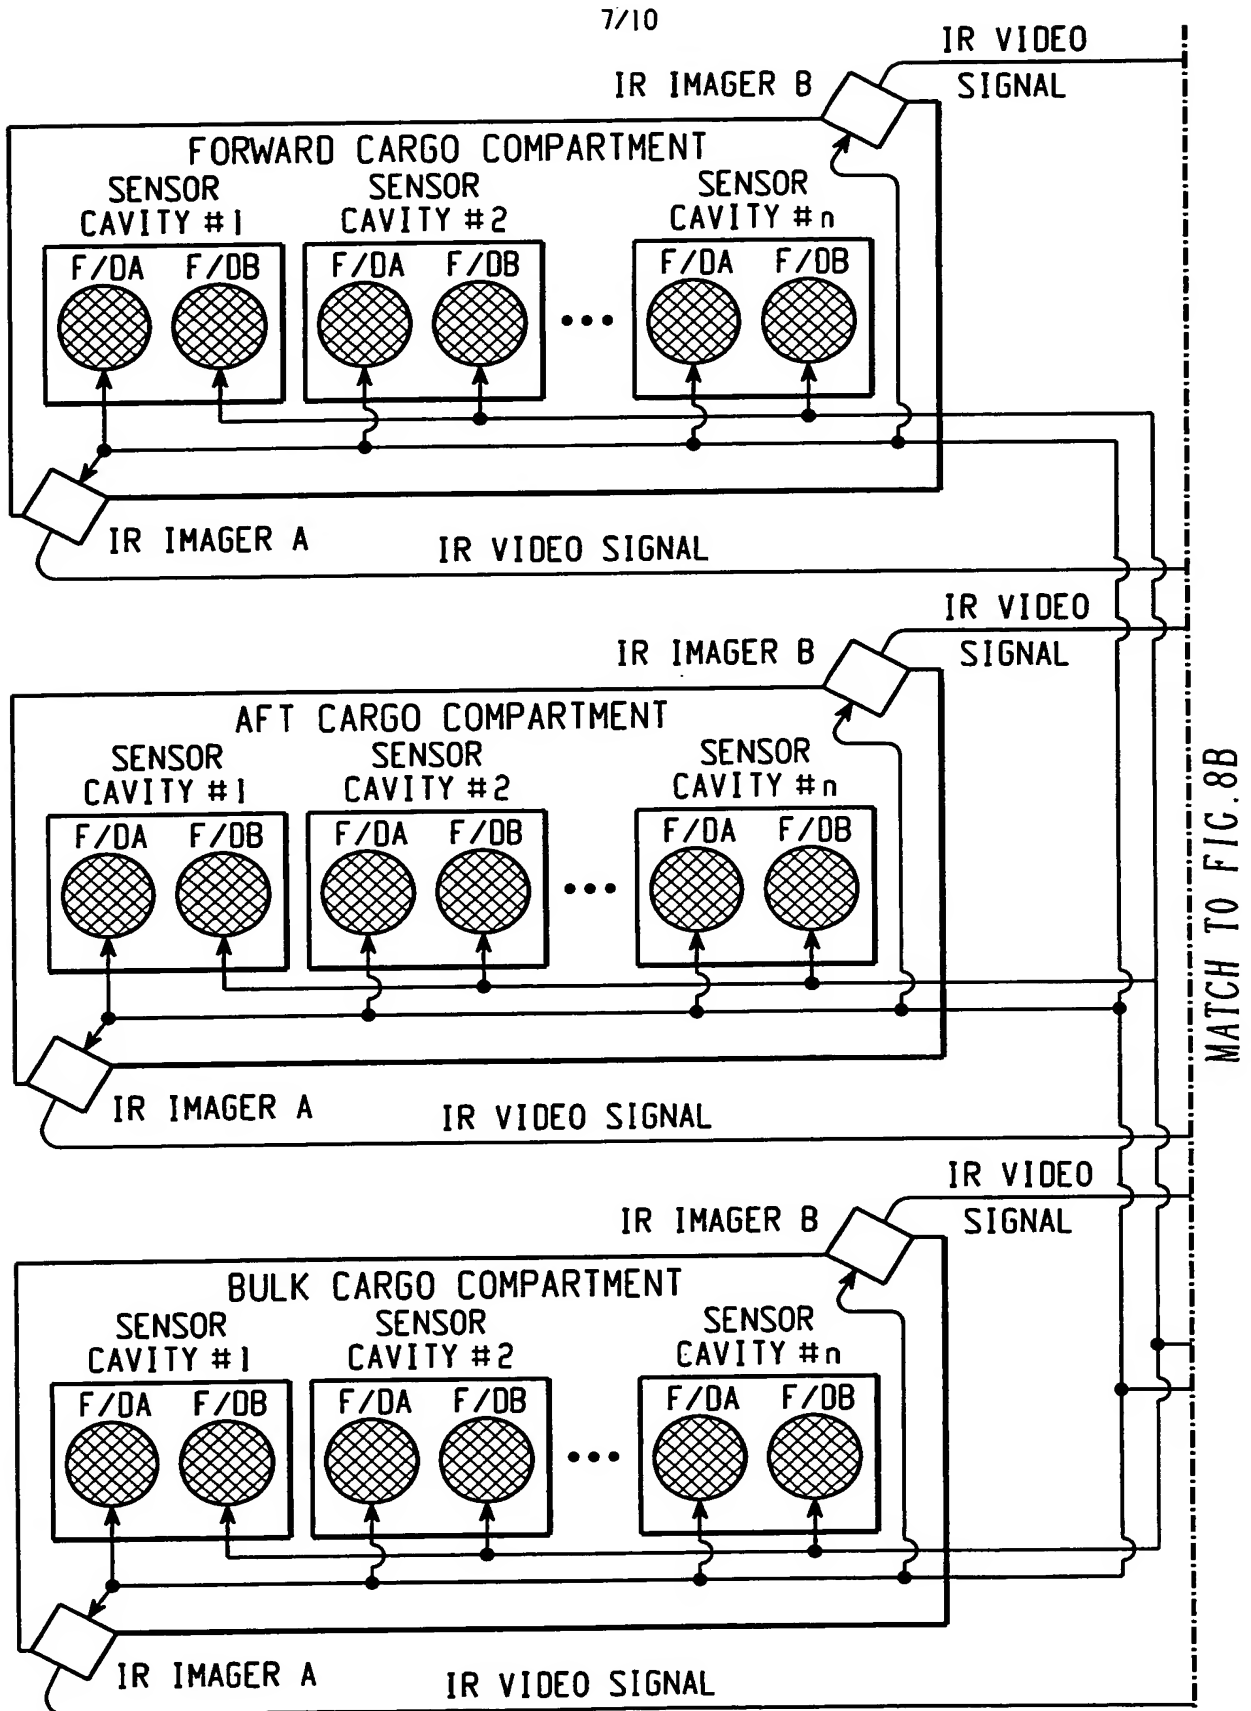 7/10
IR VIDEO
SIGNAL
IR IMAGER B
FORWARD CARGO COMPARTMENT
SENSOR
CAVITY #1
SENSOR
CAVITY #2
SENSOR
CAVITY #n
F/DA F/DB
F/DA F/DB
F/DA F/DB
IR IMAGER A
IR VIDEO SIGNAL
IR VIDEO
SIGNAL
IR IMAGER B
AFT CARGO COMPARTMENT
SENSOR
CAVITY #1
SENSOR
CAVITY #2
SENSOR
CAVITY #n
F/DA F/DB
F/DA F/DB
F/DA F/DB
IR IMAGER A
IR VIDEO SIGNAL
IR VIDEO
SIGNAL
IR IMAGER B
BULK CARGO COMPARTMENT
SENSOR
CAVITY #1
SENSOR
CAVITY #2
SENSOR
CAVITY #n
F/DA F/DB
F/DA F/DB
F/DA F/DB
IR IMAGER A
IR VIDEO SIGNAL
MATCH TO FIG.8B